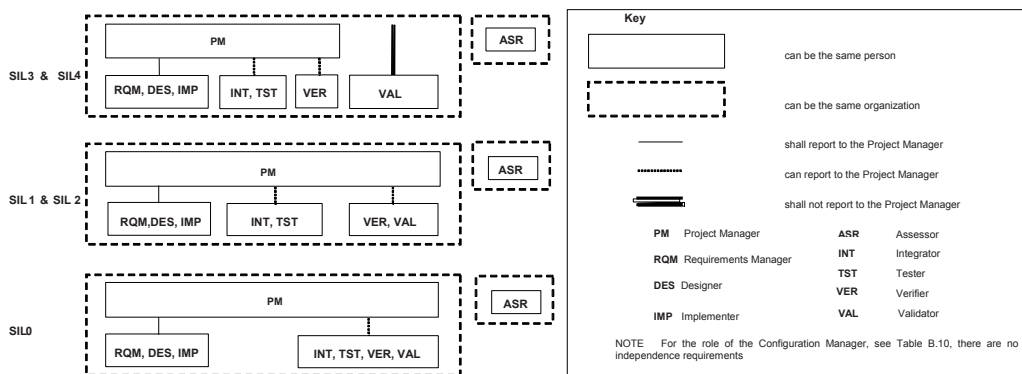 PM
ASR
SIL3 & SIL4
RQM, DES, IMP
INT, TST
VER
VAL
PM
ASR
SIL1 & SIL 2
RQM,DES, IMP
INT, TST
VER, VAL
PM
ASR
SIL0
RQM, DES, IMP
INT, TST, VER, VAL
Key
can be the same person
can be the same organization
shall report to the Project Manager
can report to the Project Manager
shall not report to the Project Manager
PM Project Manager
ASR Assessor
RQM Requirements Manager
INT Integrator
TST Tester
DES Designer
VER Verifier
IMP Implementer
VAL Validator
NOTE For the role of the Configuration Manager, see Table B.10, there are no
independence requirements